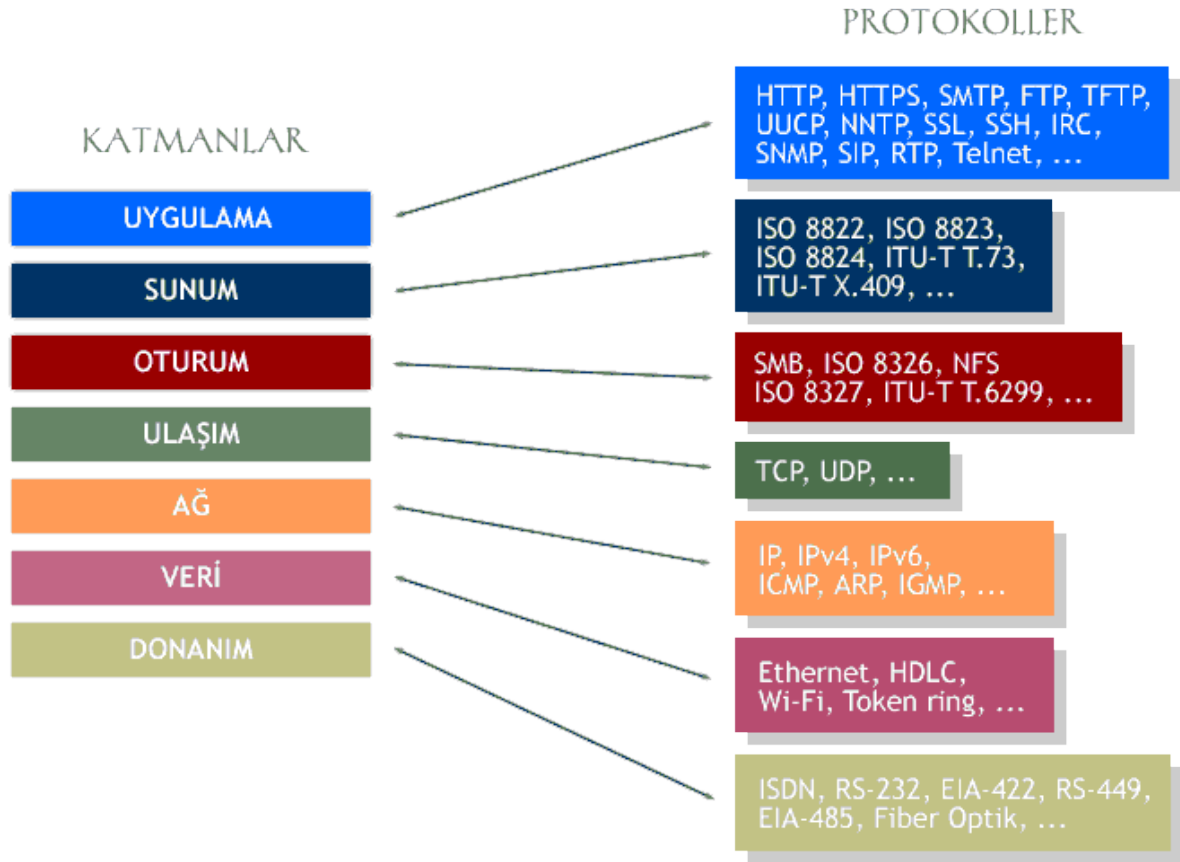 PROTOKOLLER
KATMANLAR
UYGULAMA
SUNUM
OTURUM
ULAŞIM
AĞ
VERİ
DONANIM
HTTP, HTTPS, SMTP, FTP, TFTP,
UUCP, NNTP, SSL, SSH, IRC,
SNMP, SIP, RTP, Telnet, ...
ISO 8822, ISO 8823,
ISO 8824, ITU-T T.73,
ITU-T X.409, ...
SMB, ISO 8326, NFS
ISO 8327, ITU-T T.6299, ...
TCP, UDP, ...
IP, IPv4, IPv6,
ICMP, ARP, IGMP, ...
Ethernet, HDLC,
Wi-Fi, Token ring, ...
ISDN, RS-232, EIA-422, RS-449,
EIA-485, Fiber Optik, ...